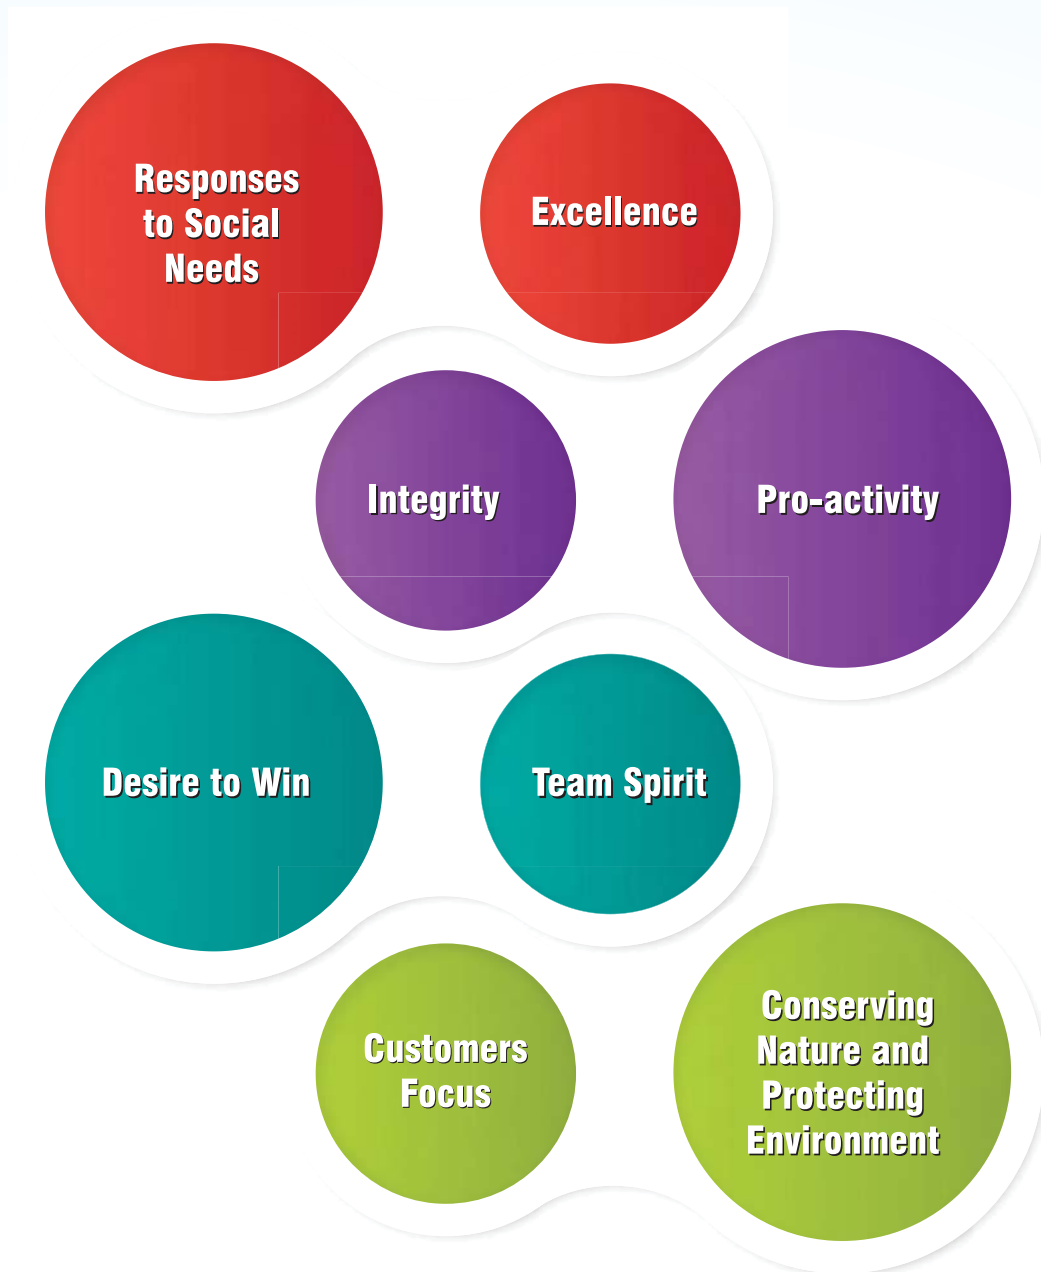 Responses
to Social
Needs
Excellence
Integrity
Pro-activity
Desire to Win
Team Spirit
Customers
Focus
Conserving
Nature and
Protecting
Environment